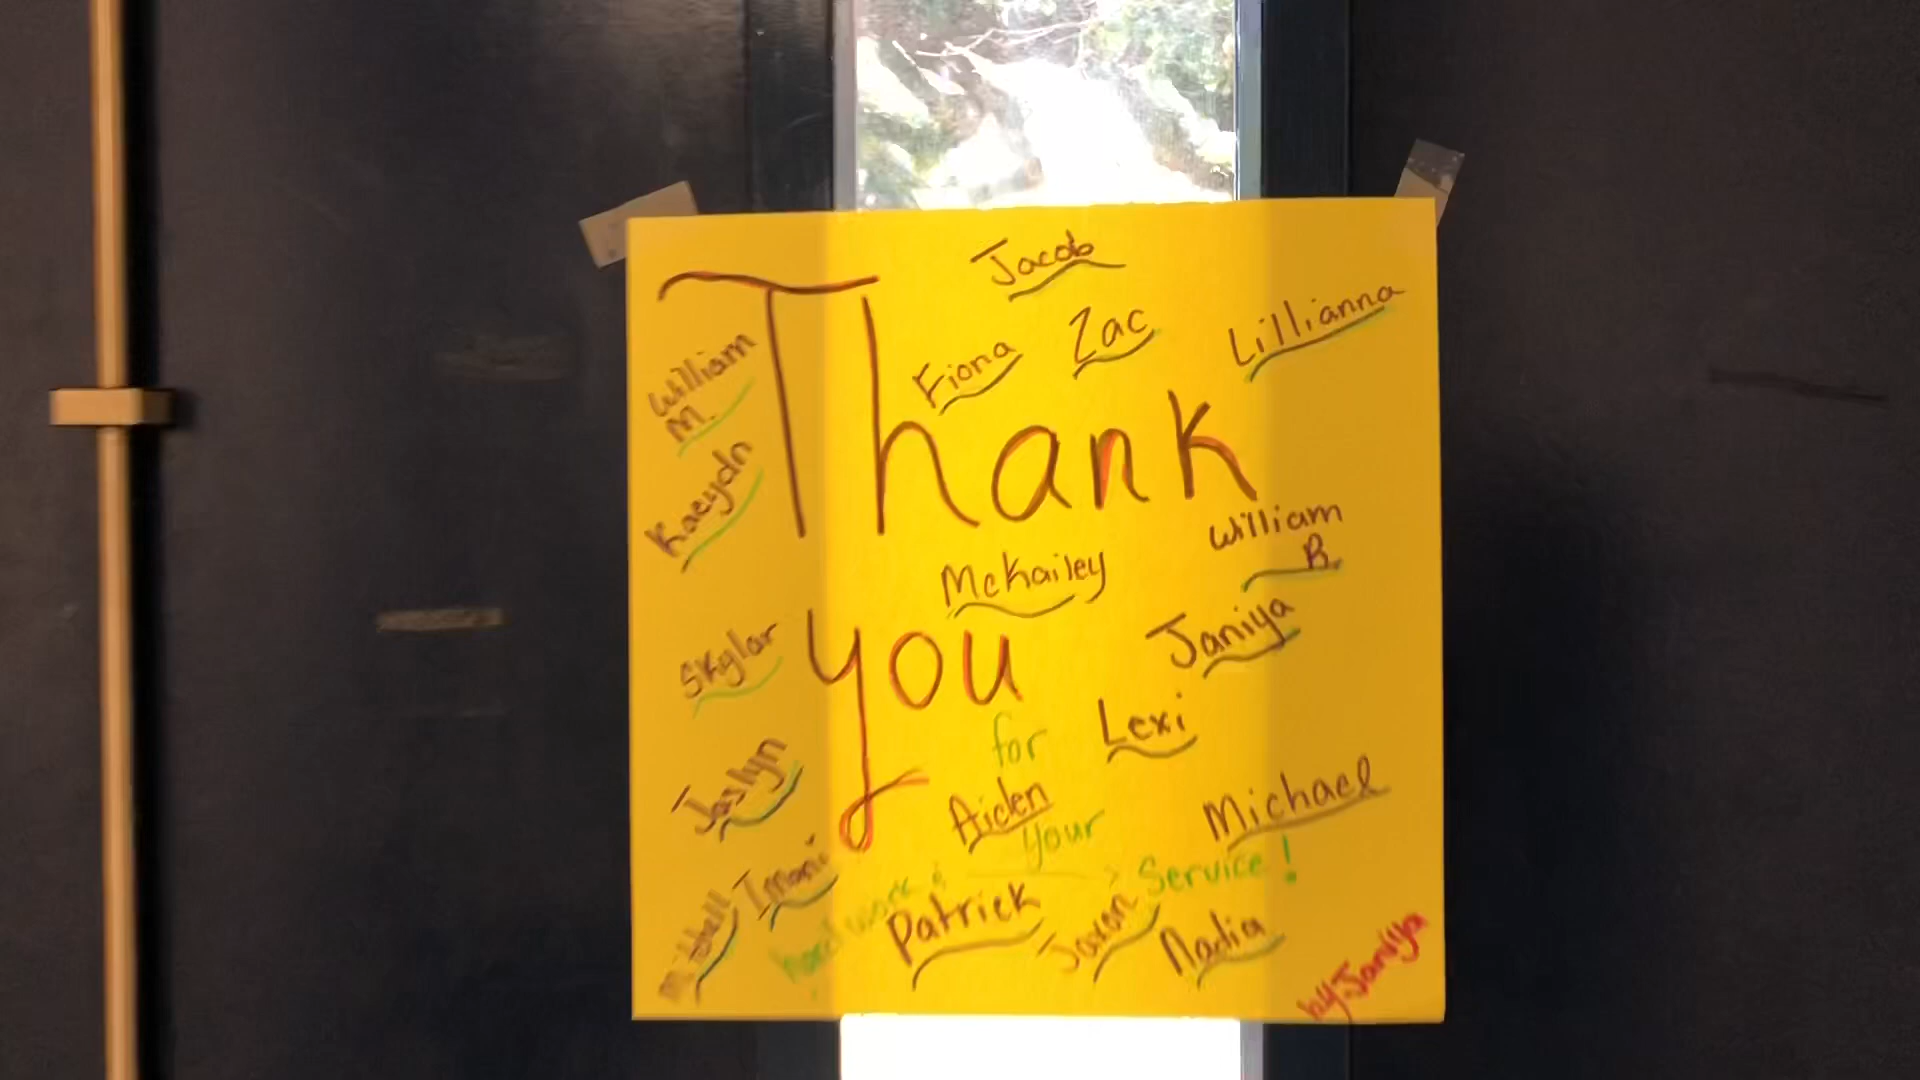 Jacob
Zac
Lillianna
Fiona
William
M.
Thank
Kaeydn
William
B.
McKailey
Janiya
Skylar
you
Lexi
for
Joslyn
Aiden
Michael
your
Imani
hard work &
Service!
Patrick
Jaxon
Nadia
Mitchell
by Janiya